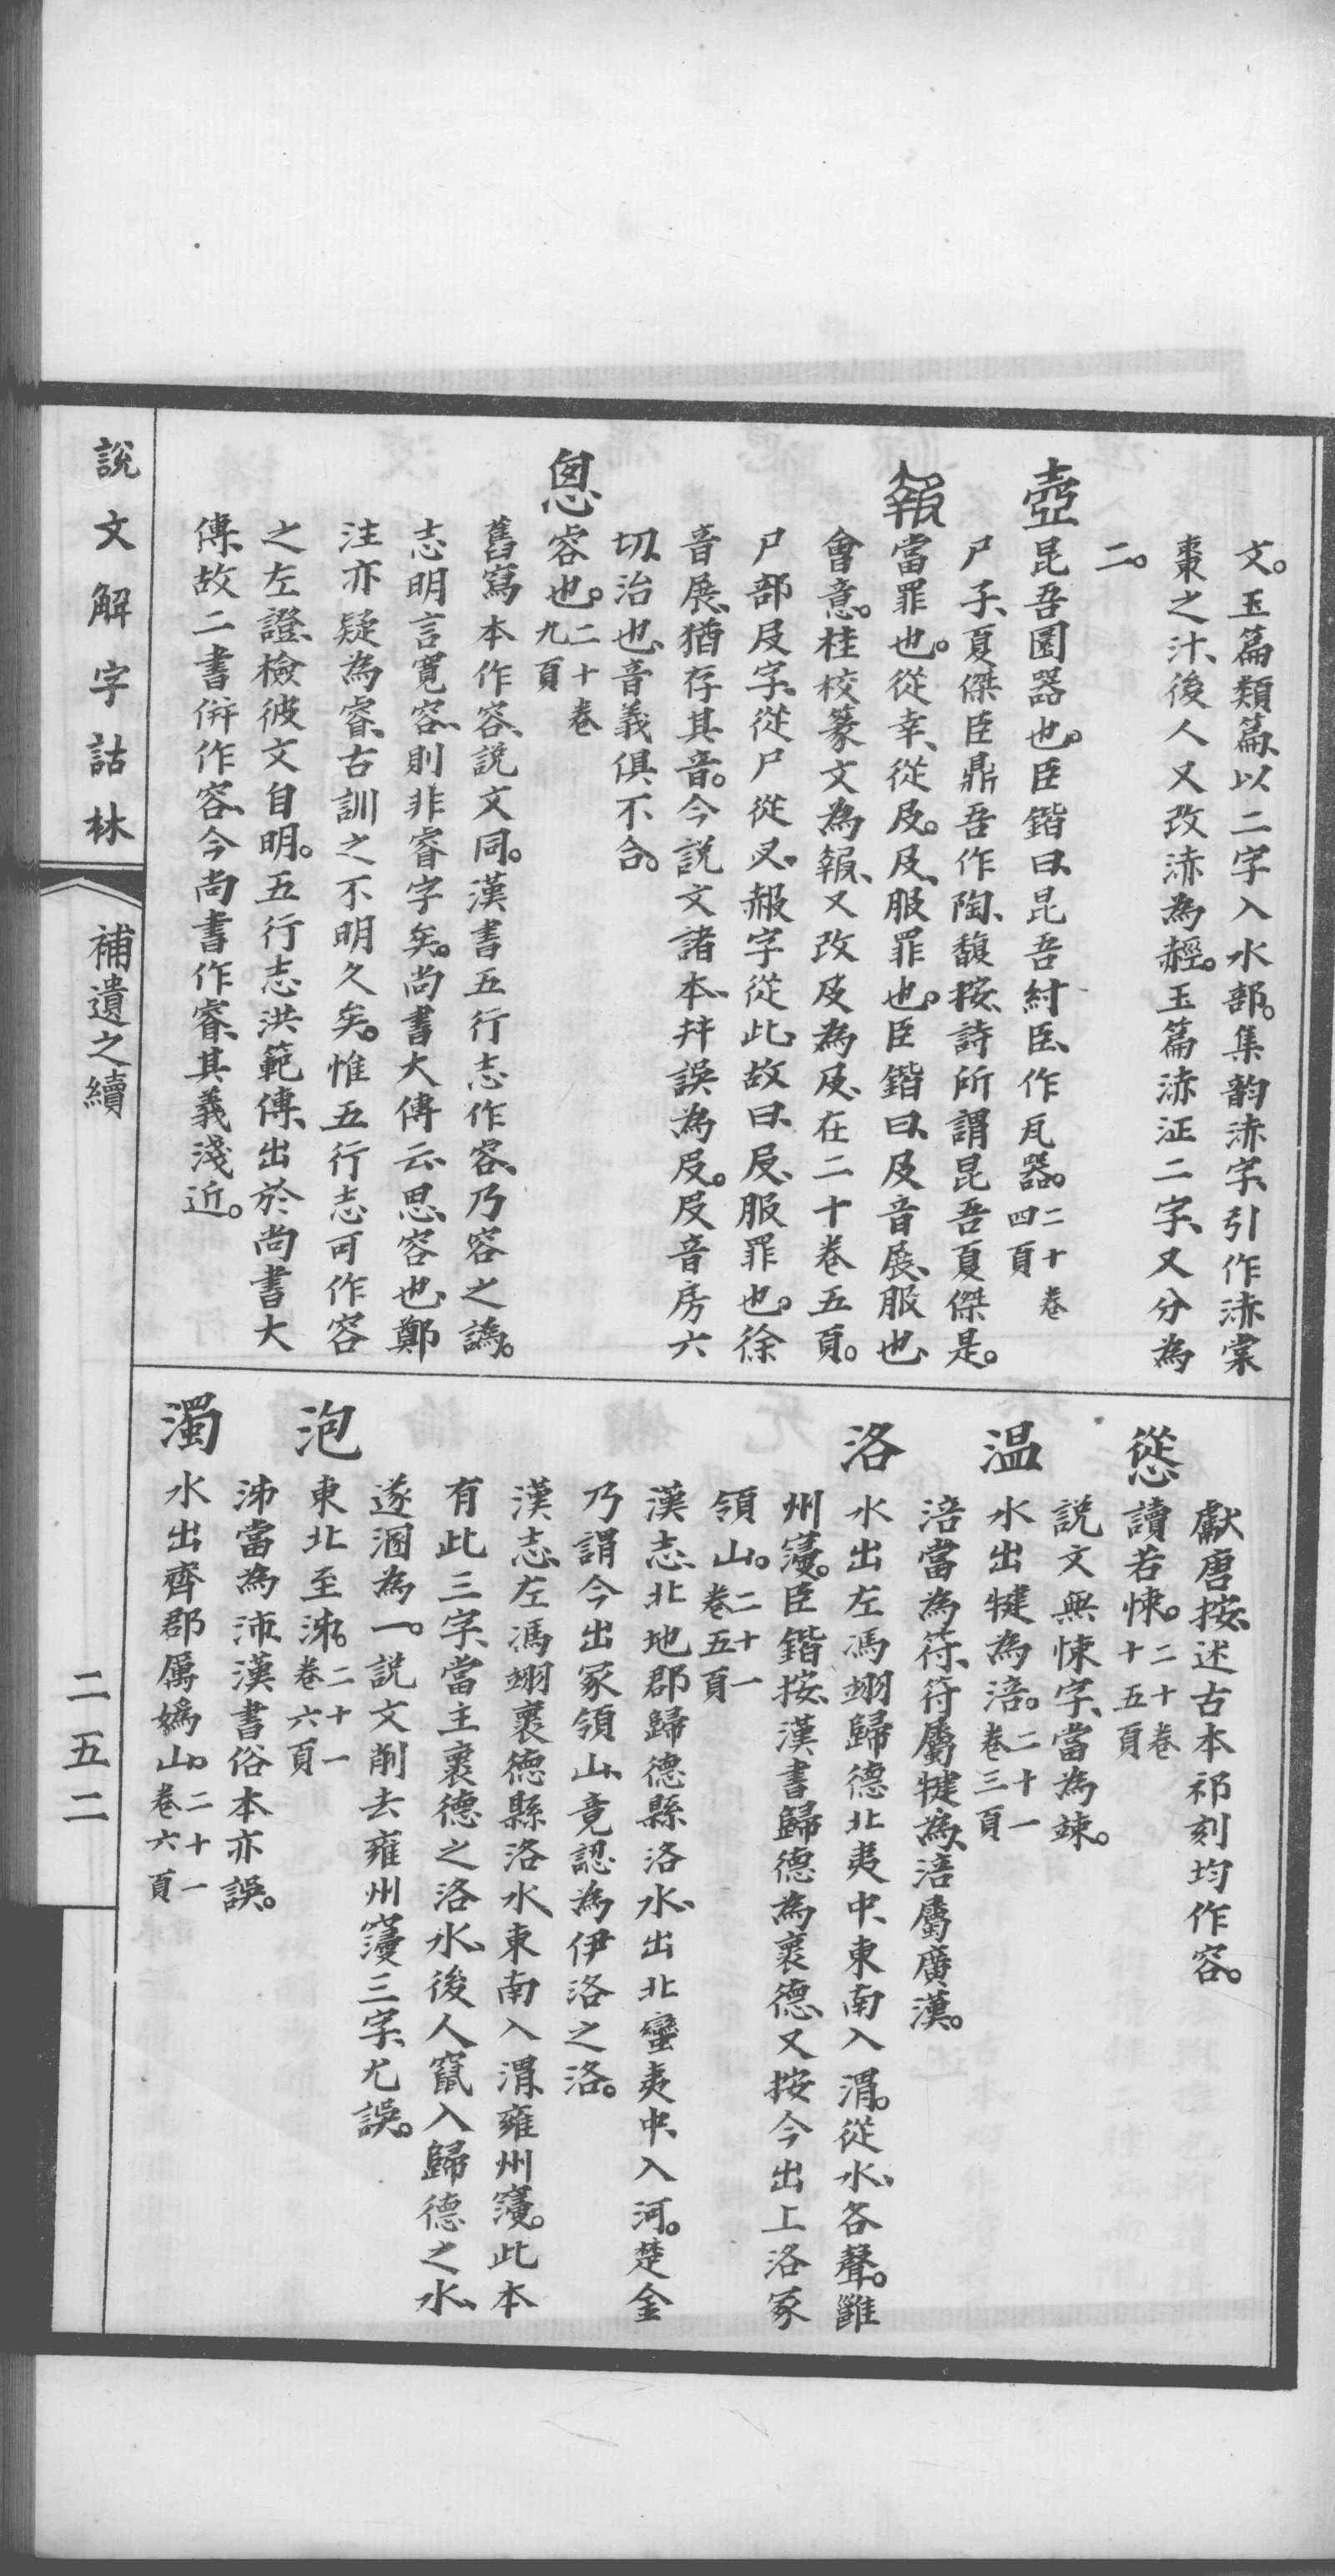 文。玉篇類篇、以二字入水部。集韵浾字、引作浾棠
棗之汁、後人又改浾為䞓。玉篇浾泟二字、又分為
二。
壺
昆吾圜器也。臣鍇曰、昆吾紂臣、作瓦器。二十卷四頁
尸子、夏傑臣鼎吾作陶、馥按、詩所謂昆吾夏傑是。
報
當罪也。從幸、從𠬝。𠬝、服罪也。臣鍇曰、𠬝音展、服也
會意。桂校篆文為報、又改𠬝為𠬝、在二十卷五頁。
尸部𠬝字、從尸從叉、赧字從此、故曰、𠬝、服罪也。徐
音展、猶存其音。今說文諸本、幷誤為𠬝。𠬝音房六
切、治也、音義俱不合。
恖
容也。二十卷九頁
舊寫本作容、說文同。漢書五行志作容、乃容之譌。
志明言寬容、則非睿字矣。尚書大傳云、思、容也、鄭
注亦疑為睿、古訓之不明久矣。惟五行志可作容
之左證、檢彼文自明。五行志洪範傳、出於尚書大
傳、故二書併作容、今尚書作睿、其義淺近。
獻唐按、述古本祁刻均作容。
愻
讀若悚。二十卷十五頁
說文無悚字、當為竦。
温
水出犍為涪。二十一卷三頁
涪當為符、符屬犍為、涪屬廣漢。
洛
水出左馮翊歸德北夷中、東南入渭。從水、各聲。雝
州寖。臣鍇按、漢書歸德為褱德、又按今出上洛冢
領山。二十一卷五頁
漢志、北地郡歸德縣洛水、出北蠻夷中、入河。楚金
乃謂今出冢領山、竟認為伊洛之洛。
漢志、左馮翊褱德縣洛水、東南入渭、雍州寖。此本
有此三字、當主褱德之洛水、後人竄入歸德之水、
遂溷為一。說文削去雍州寖三字、尤誤。
泡
東北至泲。二十一卷六頁
泲當為沛、漢書俗本亦誤。
濁
水出齊郡厲媯山。二十一卷六頁
說文解字詁林
補遺之續
二五二